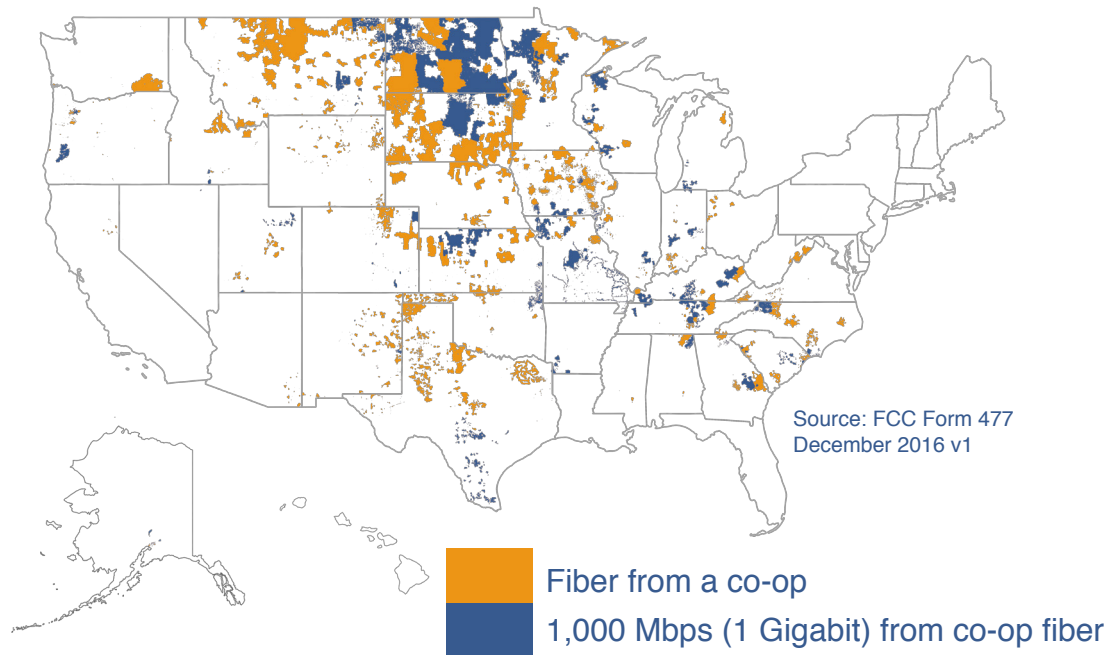 Source: FCC Form 477
December 2016 v1
Fiber from a co-op
1,000 Mbps (1 Gigabit) from co-op fiber